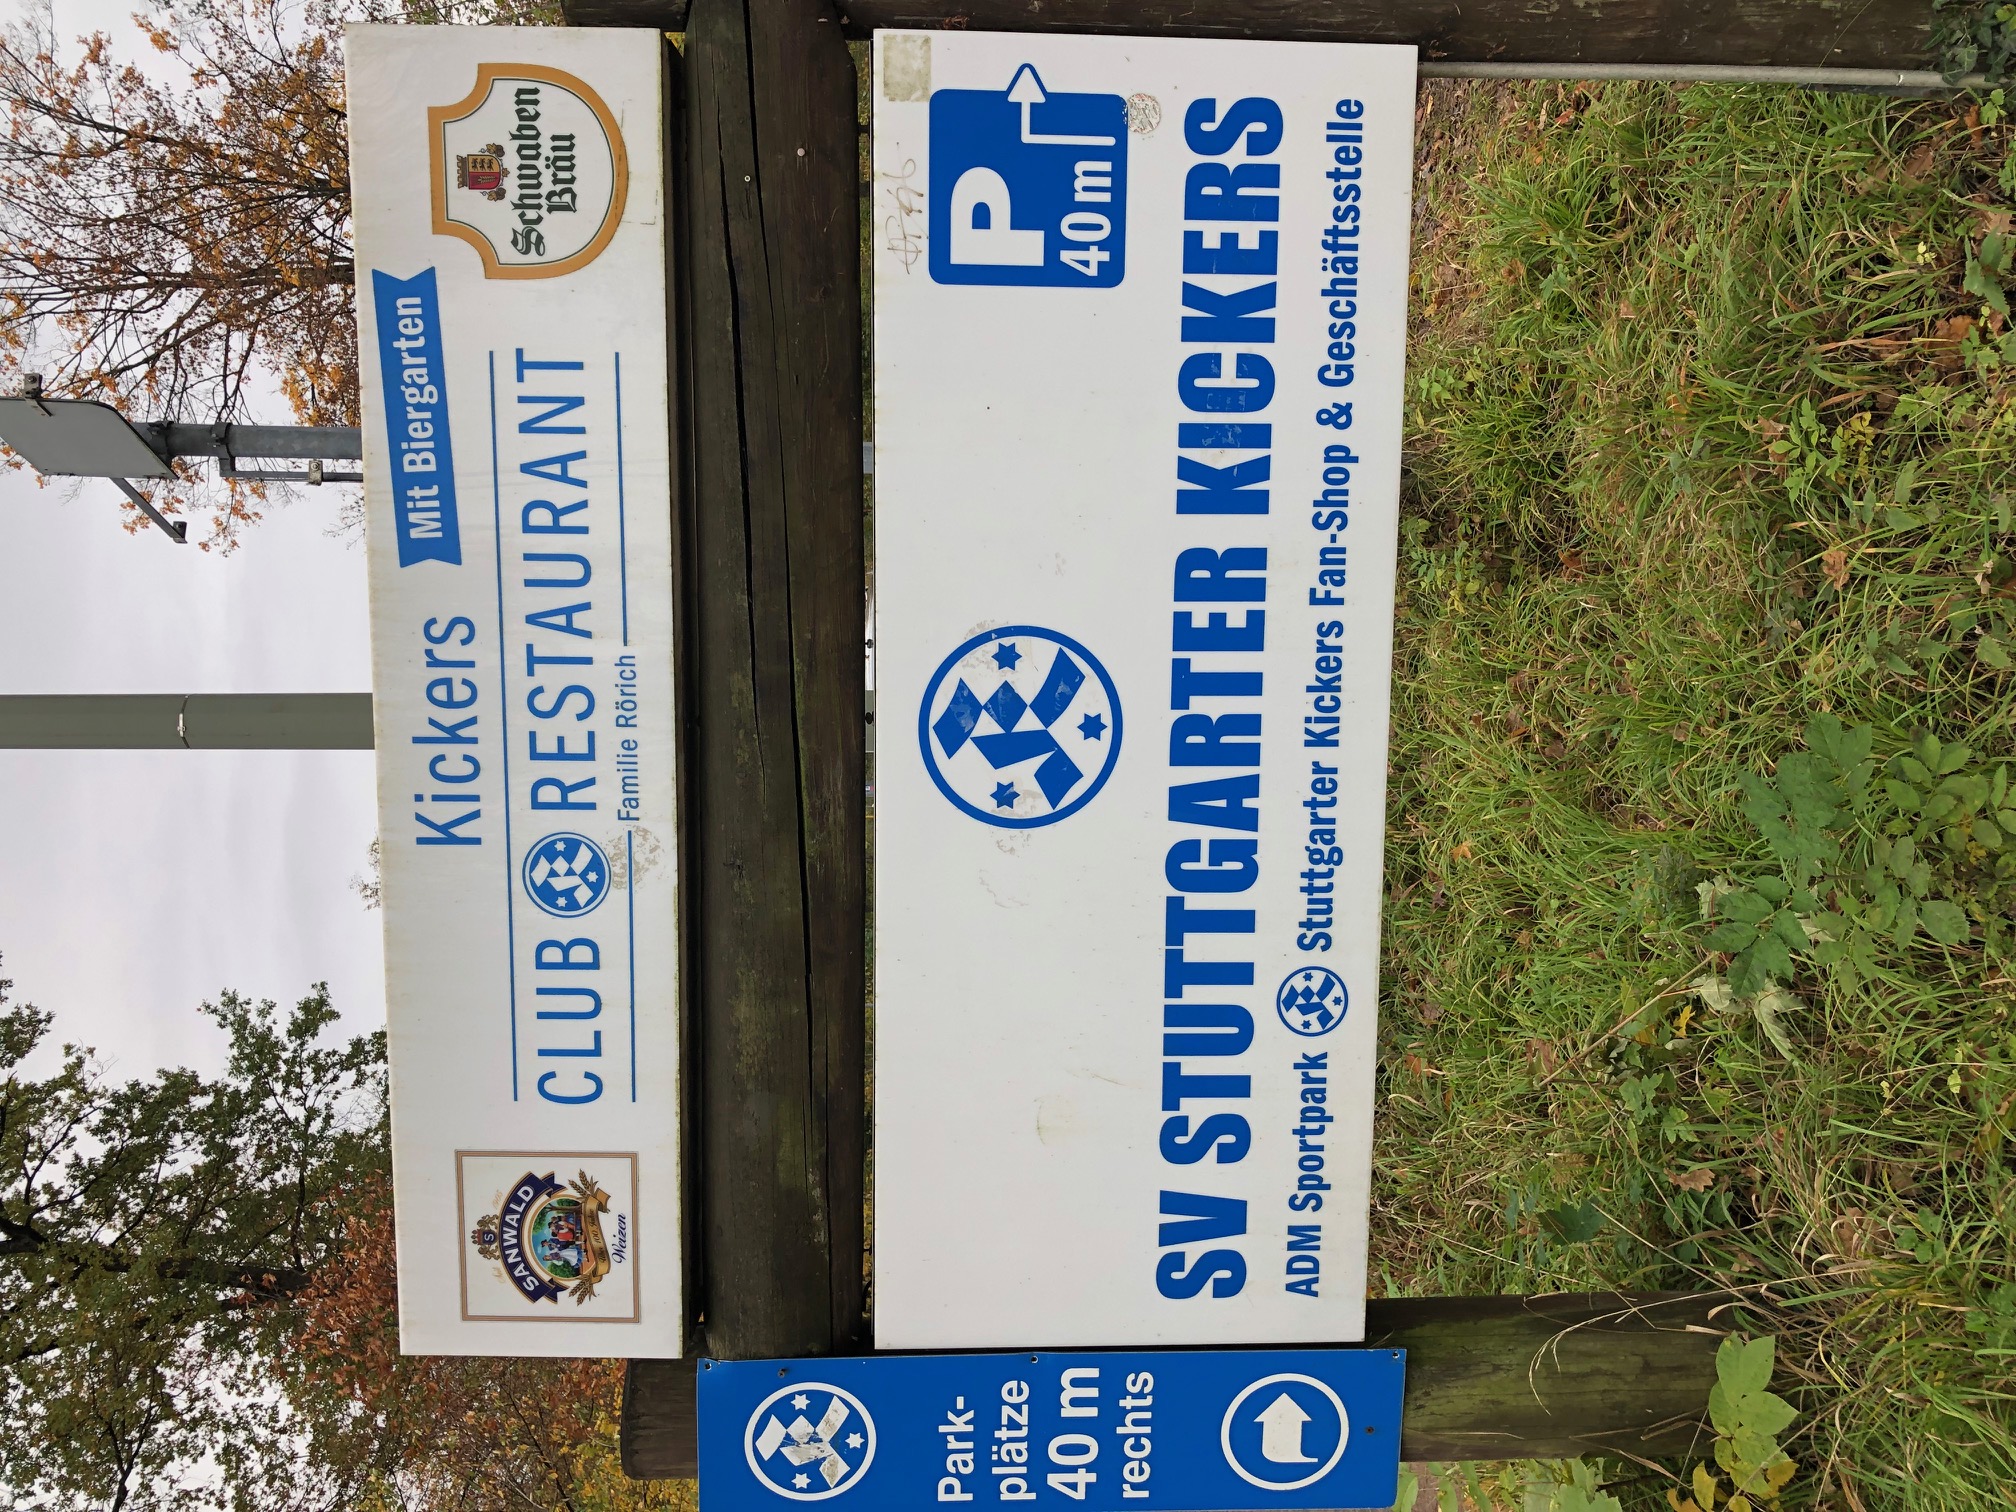 Kickers
Mit Biergarten
CLUB RESTAURANT
Familie Rörich
SANWALD
Weizen
Schwaben
Bräu
P
40m
SV STUTTGARTER KICKERS
ADM Sportpark Stuttgarter Kickers Fan-Shop & Geschäftsstelle
Park-
plätze
40 m
rechts